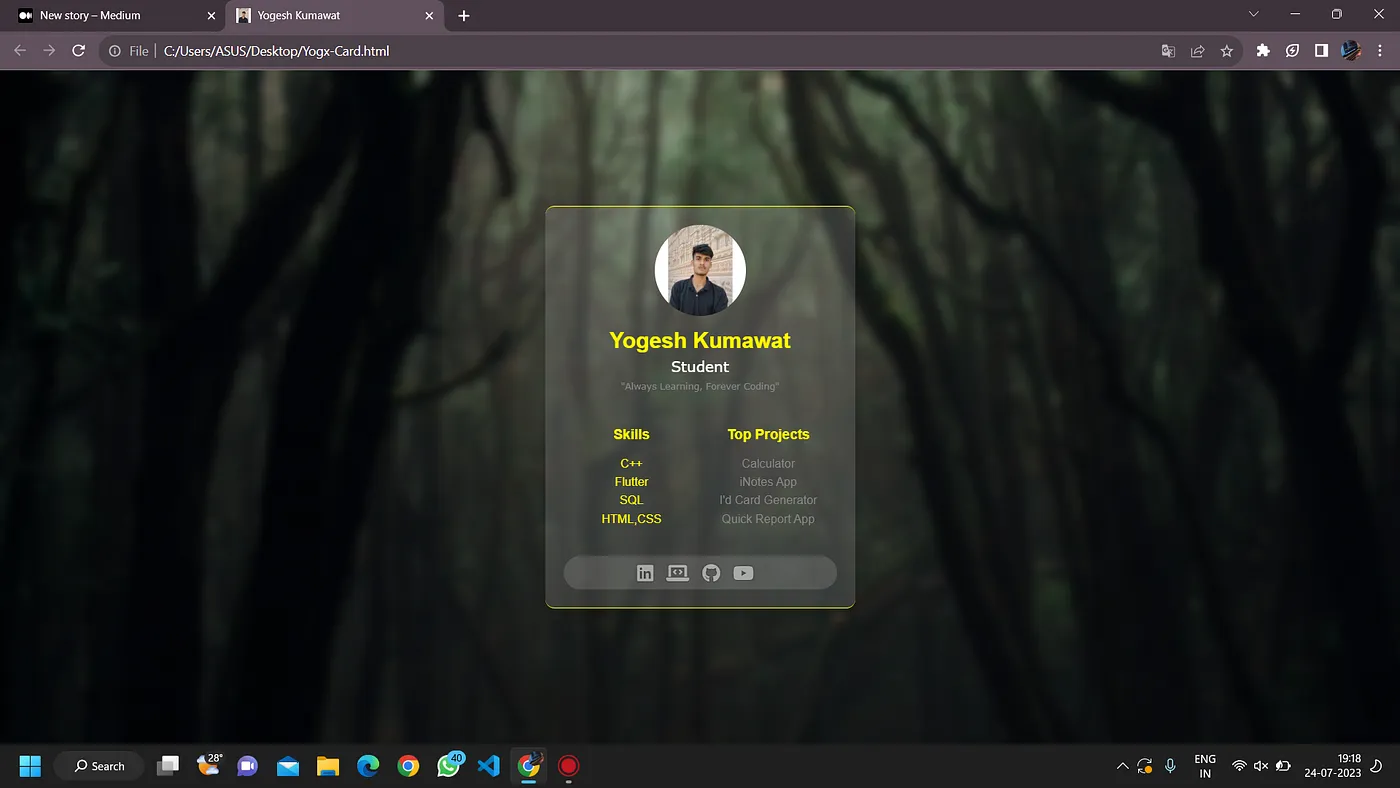 New story – Medium
Yogesh Kumawat
File
C:/Users/ASUS/Desktop/Yogx-Card.html
Yogesh Kumawat
Student
"Always Learning, Forever Coding"
Skills
C++
Flutter
SQL
HTML,CSS
Top Projects
Calculator
iNotes App
I'd Card Generator
Quick Report App
Search
28°
40
ENG
IN
19:18
24-07-2023